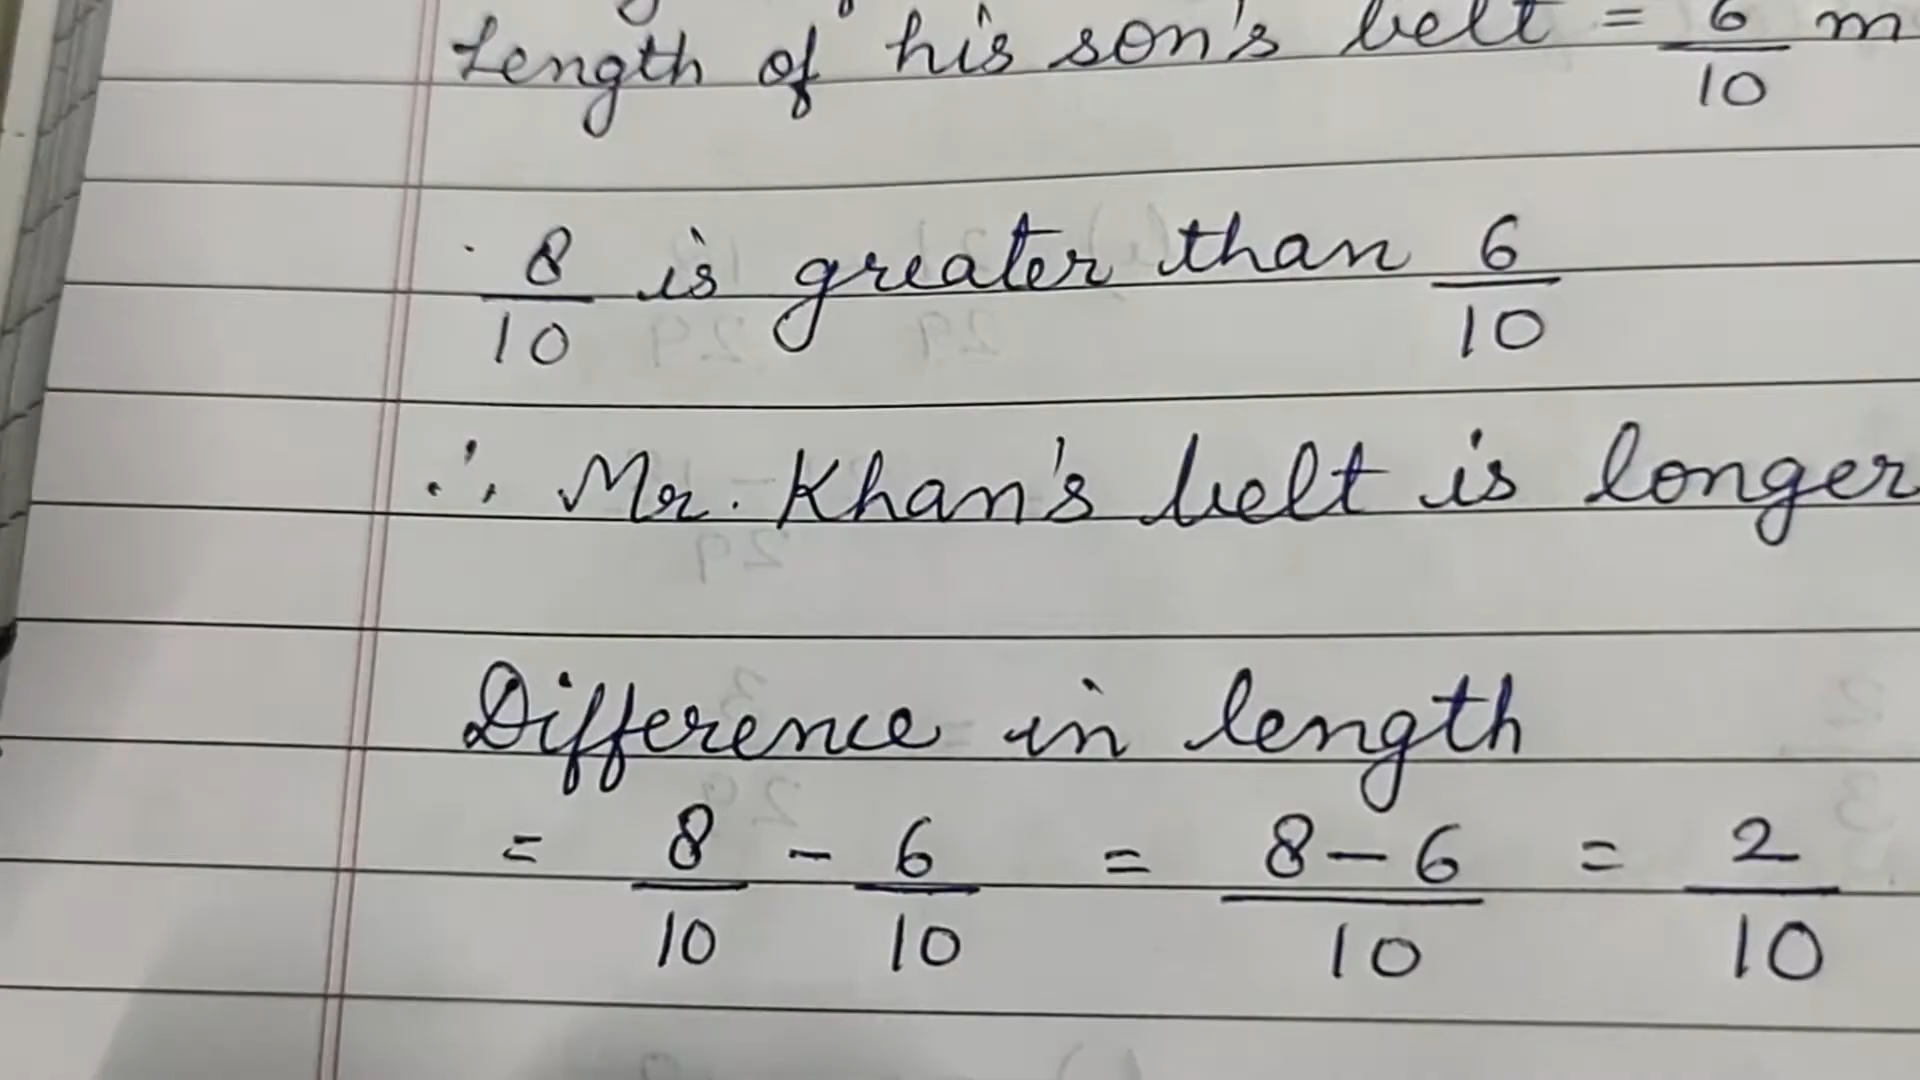 Length of his son's belt = 6/10 m
8/10 is greater than 6/10
∴ Mr. Khan's belt is longer
Difference in length
= 8/10 - 6/10 = 8-6/10 = 2/10